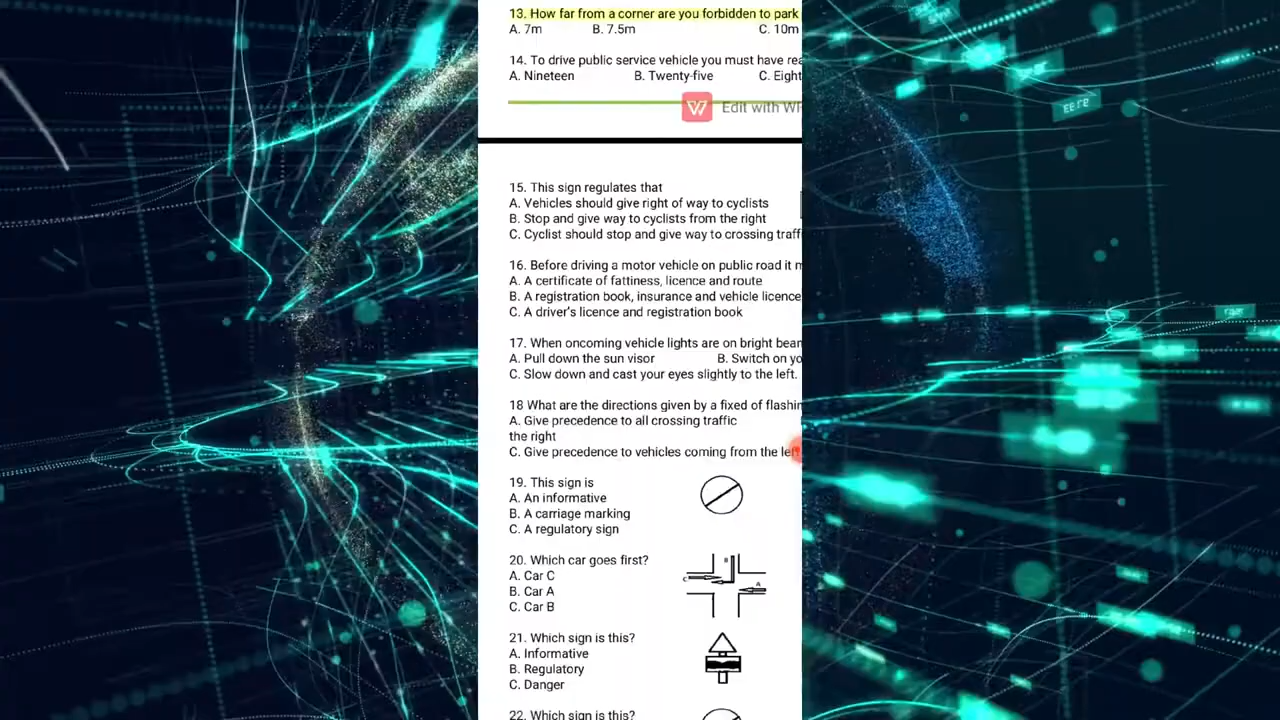 13. How far from a corner are you forbidden to park
A. 7m B. 7.5m C. 10m
14. To drive public service vehicle you must have
A. Nineteen B. Twenty-five C.
Edit with
15. This sign regulates that
A. Vehicles should give right of way to cyclists
B. Stop and give way to cyclists from the right
C. Cyclist should stop and give way to crossing
16. Before driving a motor vehicle on public road it
A. A certificate of fattiness, licence and route
B. A registration book, insurance and vehicle licence
C. A driver's licence and registration book
17. When oncoming vehicle lights are on bright
A. Pull down the sun visor B. Switch on
C. Slow down and cast your eyes slightly to the left.
18 What are the directions given by a fixed of
A. Give precedence to all crossing traffic
the right
C. Give precedence to vehicles coming from the
19. This sign is
A. An informative
B. A carriage marking
C. A regulatory sign
20. Which car goes first?
A. Car C
B. Car A
C. Car B
B
C
A
21. Which sign is this?
A. Informative
B. Regulatory
C. Danger
22. Which sign is this?